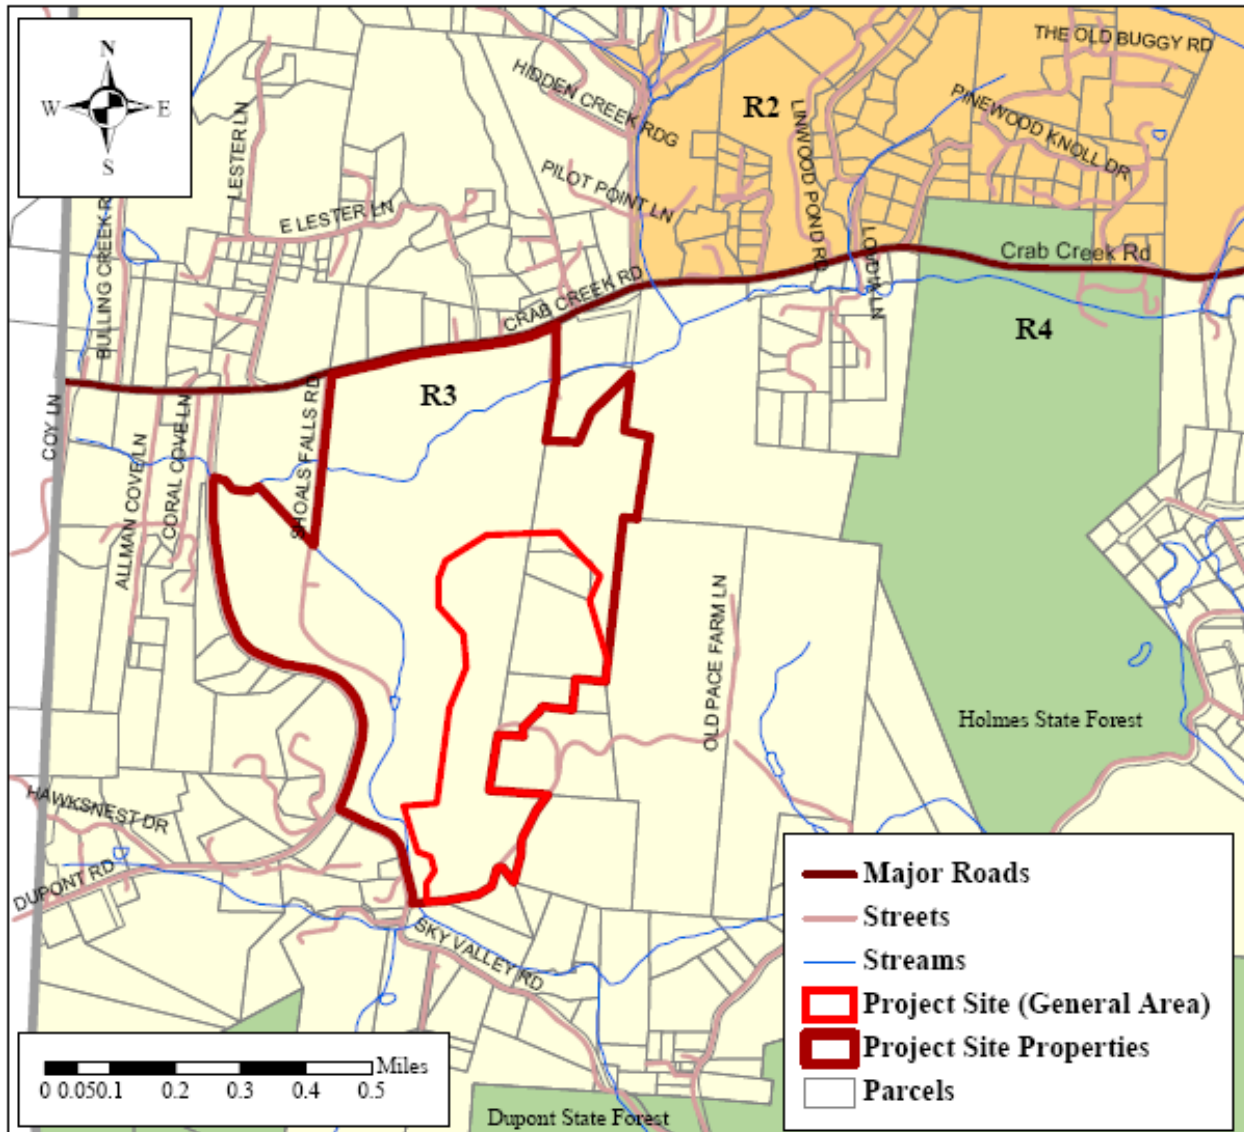 N
W
E
S
THE OLD BUGGY RD
HIDDEN CREEK RDG
R2
LINWOOD POND RD
PINEWOOD KNOLL DR
LESTER LN
PILOT POINT LN
E LESTER LN
BULLING CREEK R
Crab Creek Rd
CRAB CREEK RD
R4
R3
COY LN
SHOALS FALLS RD
ALLMAN COVE LN
CORAL COVE LN
OLD PACE FARM LN
Holmes State Forest
HAWKSNEST DR
DUPONT RD
SKY VALLEY RD
Major Roads
Streets
Streams
Project Site (General Area)
Project Site Properties
Parcels
Miles
0 0.050.1 0.2 0.3 0.4 0.5
Dupont State Forest